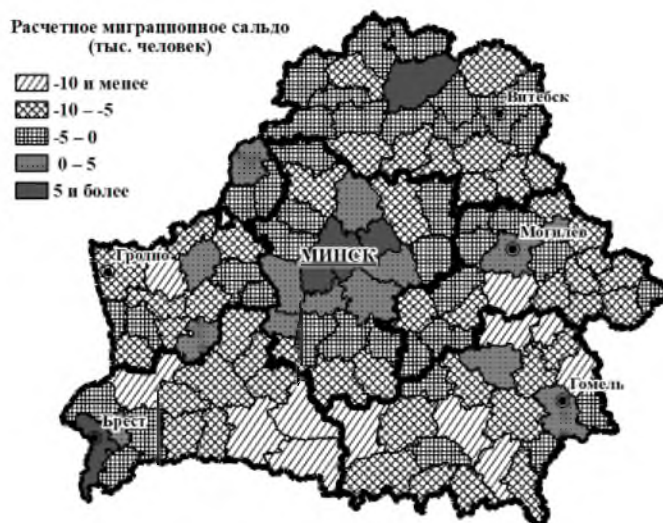 Расчетное миграционное сальдо
(тыс. человек)
-10 и менее
-10 – -5
-5 – 0
0 – 5
5 и более
Витебск
Могилев
Гродно
МИНСК
Гомель
Брест